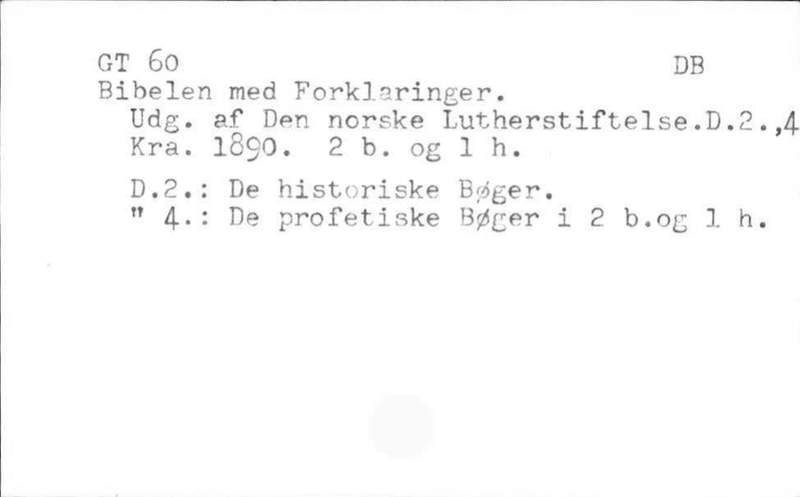 GT 60 DB
Bibelen med Forklaringer.
Udg. af Den norske Lutherstiftelse.D.2.,4
Kra. 1890. 2 b. og 1 h.
D.2.: De historiske Bøger.
" 4.: De profetiske Bøger i 2 b.og 1 h.